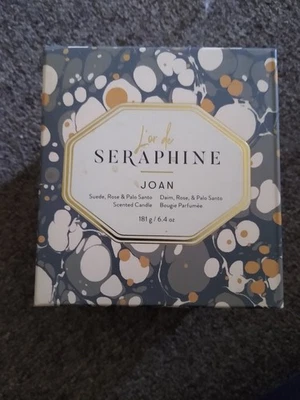 L'or de
SERAPHINE
JOAN
Suede, Rose & Palo Santo Daim, Rose, & Palo Santo
Scented Candle Bougie Parfumée
181 g / 6.4 oz